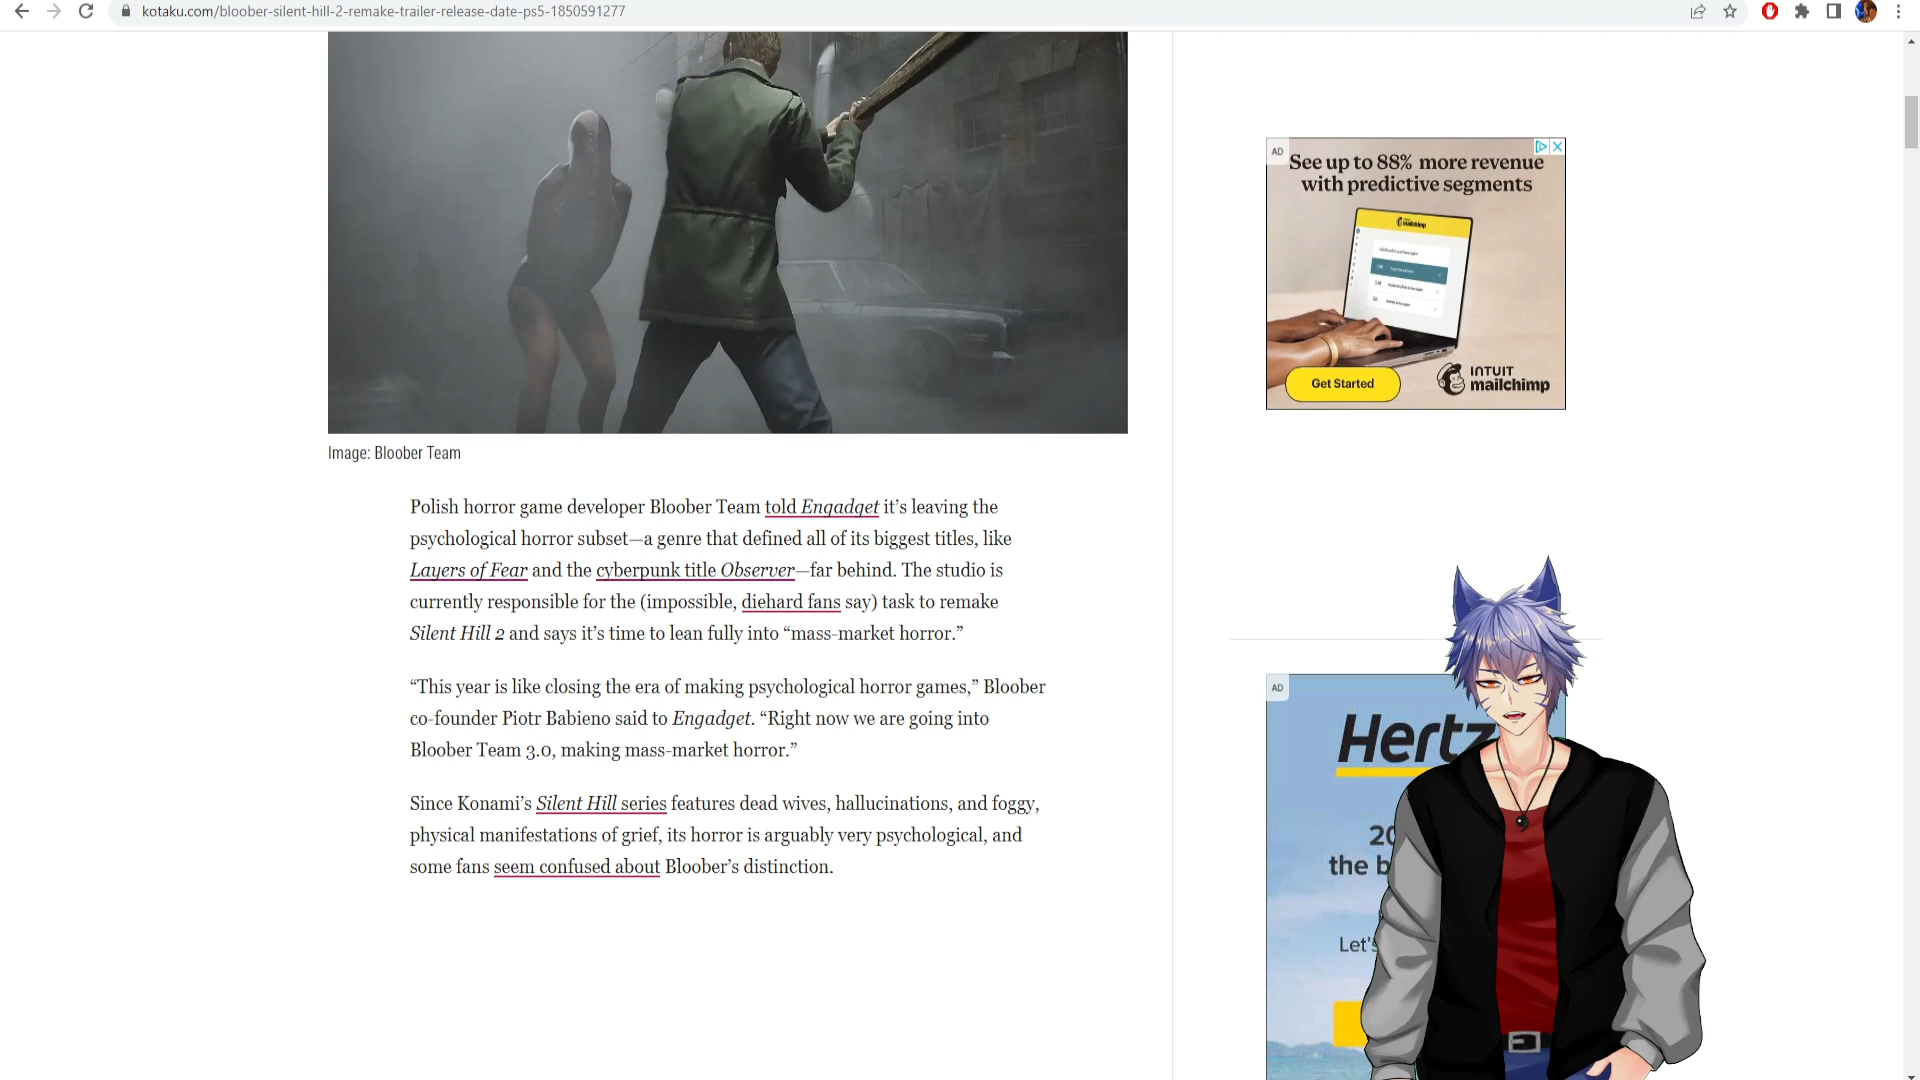 kotaku.com/bloober-silent-hill-2-remake-trailer-release-date-ps5-1850591277
Image: Bloober Team
Polish horror game developer Bloober Team told Engadget it’s leaving the
psychological horror subset—a genre that defined all of its biggest titles, like
Layers of Fear and the cyberpunk title Observer—far behind. The studio is
currently responsible for the (impossible, diehard fans say) task to remake
Silent Hill 2 and says it’s time to lean fully into “mass-market horror.”
“This year is like closing the era of making psychological horror games,” Bloober
co-founder Piotr Babieno said to Engadget. “Right now we are going into
Bloober Team 3.0, making mass-market horror.”
Since Konami’s Silent Hill series features dead wives, hallucinations, and foggy,
physical manifestations of grief, its horror is arguably very psychological, and
some fans seem confused about Bloober’s distinction.
AD
See up to 88% more revenue
with predictive segments
mailchimp
Get Started
INTUIT
mailchimp
AD
Hertz
20
the b
Let's